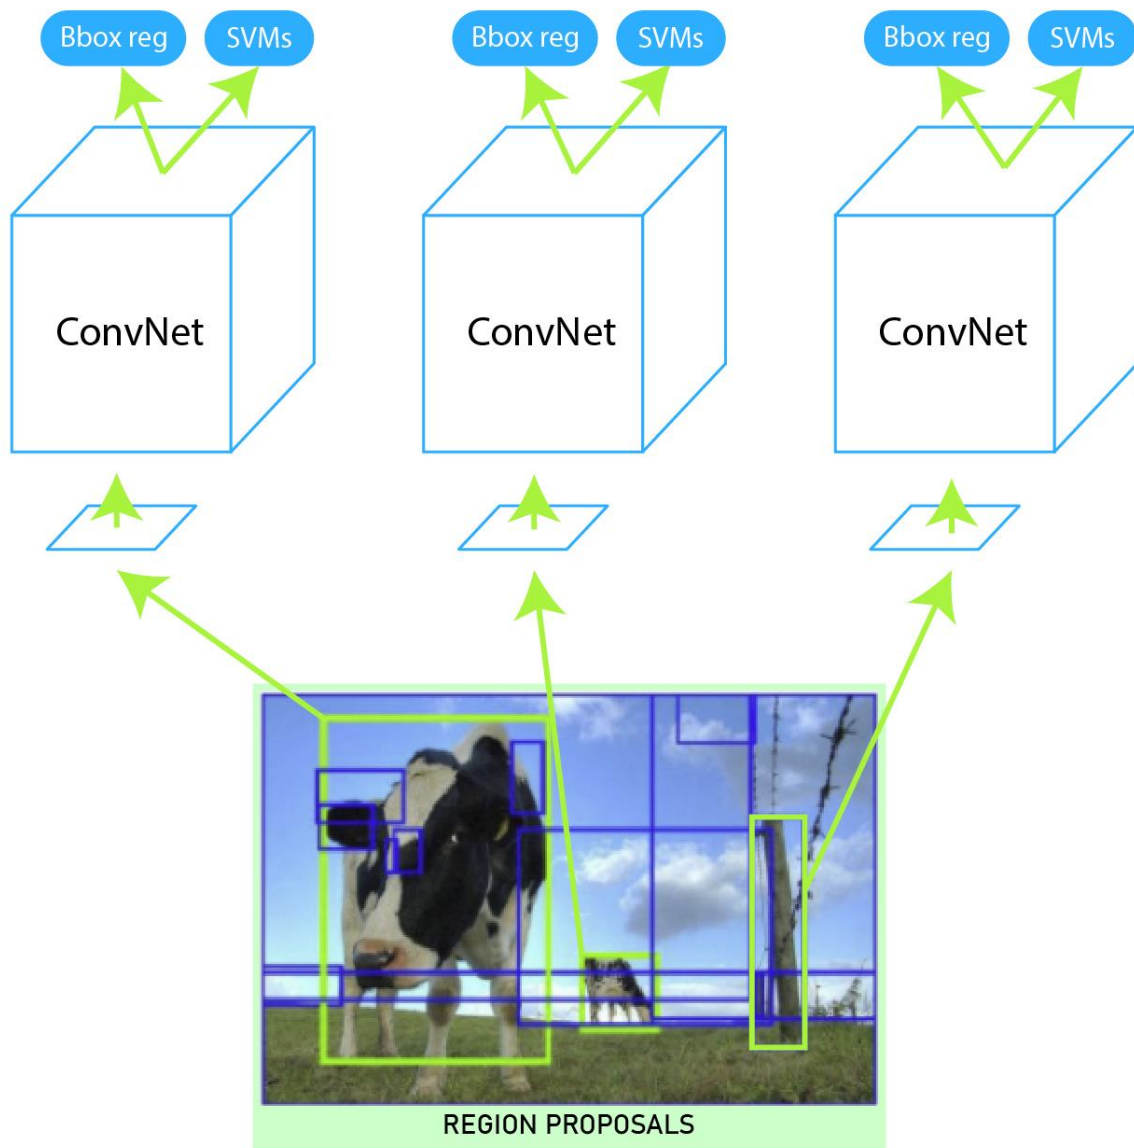 Bbox reg SVMs Bbox reg SVMs Bbox reg SVMs
ConvNet ConvNet ConvNet
REGION PROPOSALS